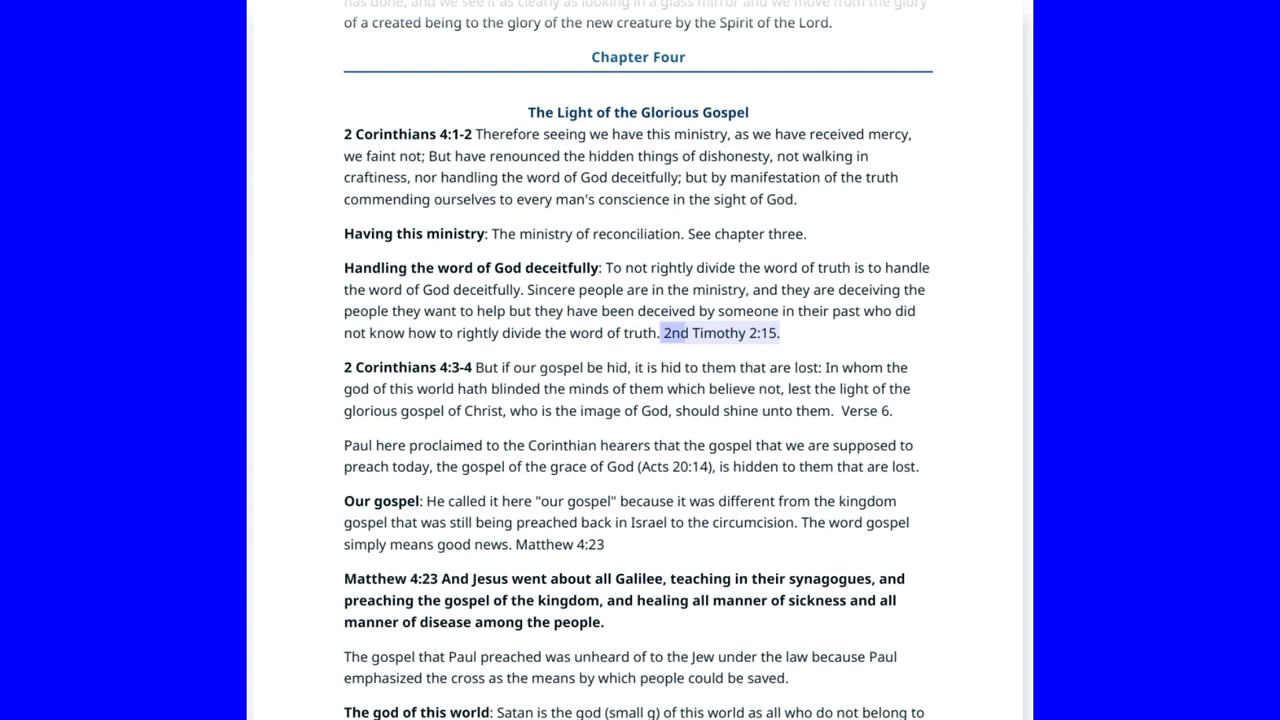 has done, and we see it as clearly as looking in a glass mirror and we move from the glory
of a created being to the glory of the new creature by the Spirit of the Lord.
Chapter Four
The Light of the Glorious Gospel
2 Corinthians 4:1-2 Therefore seeing we have this ministry, as we have received mercy,
we faint not; But have renounced the hidden things of dishonesty, not walking in
craftiness, nor handling the word of God deceitfully; but by manifestation of the truth
commending ourselves to every man's conscience in the sight of God.
Having this ministry: The ministry of reconciliation. See chapter three.
Handling the word of God deceitfully: To not rightly divide the word of truth is to handle
the word of God deceitfully. Sincere people are in the ministry, and they are deceiving the
people they want to help but they have been deceived by someone in their past who did
not know how to rightly divide the word of truth. 2nd Timothy 2:15.
2 Corinthians 4:3-4 But if our gospel be hid, it is hid to them that are lost: In whom the
god of this world hath blinded the minds of them which believe not, lest the light of the
glorious gospel of Christ, who is the image of God, should shine unto them.  Verse 6.
Paul here proclaimed to the Corinthian hearers that the gospel that we are supposed to
preach today, the gospel of the grace of God (Acts 20:14), is hidden to them that are lost.
Our gospel: He called it here "our gospel" because it was different from the kingdom
gospel that was still being preached back in Israel to the circumcision. The word gospel
simply means good news. Matthew 4:23
Matthew 4:23 And Jesus went about all Galilee, teaching in their synagogues, and
preaching the gospel of the kingdom, and healing all manner of sickness and all
manner of disease among the people.
The gospel that Paul preached was unheard of to the Jew under the law because Paul
emphasized the cross as the means by which people could be saved.
The god of this world: Satan is the god (small g) of this world as all who do not belong to